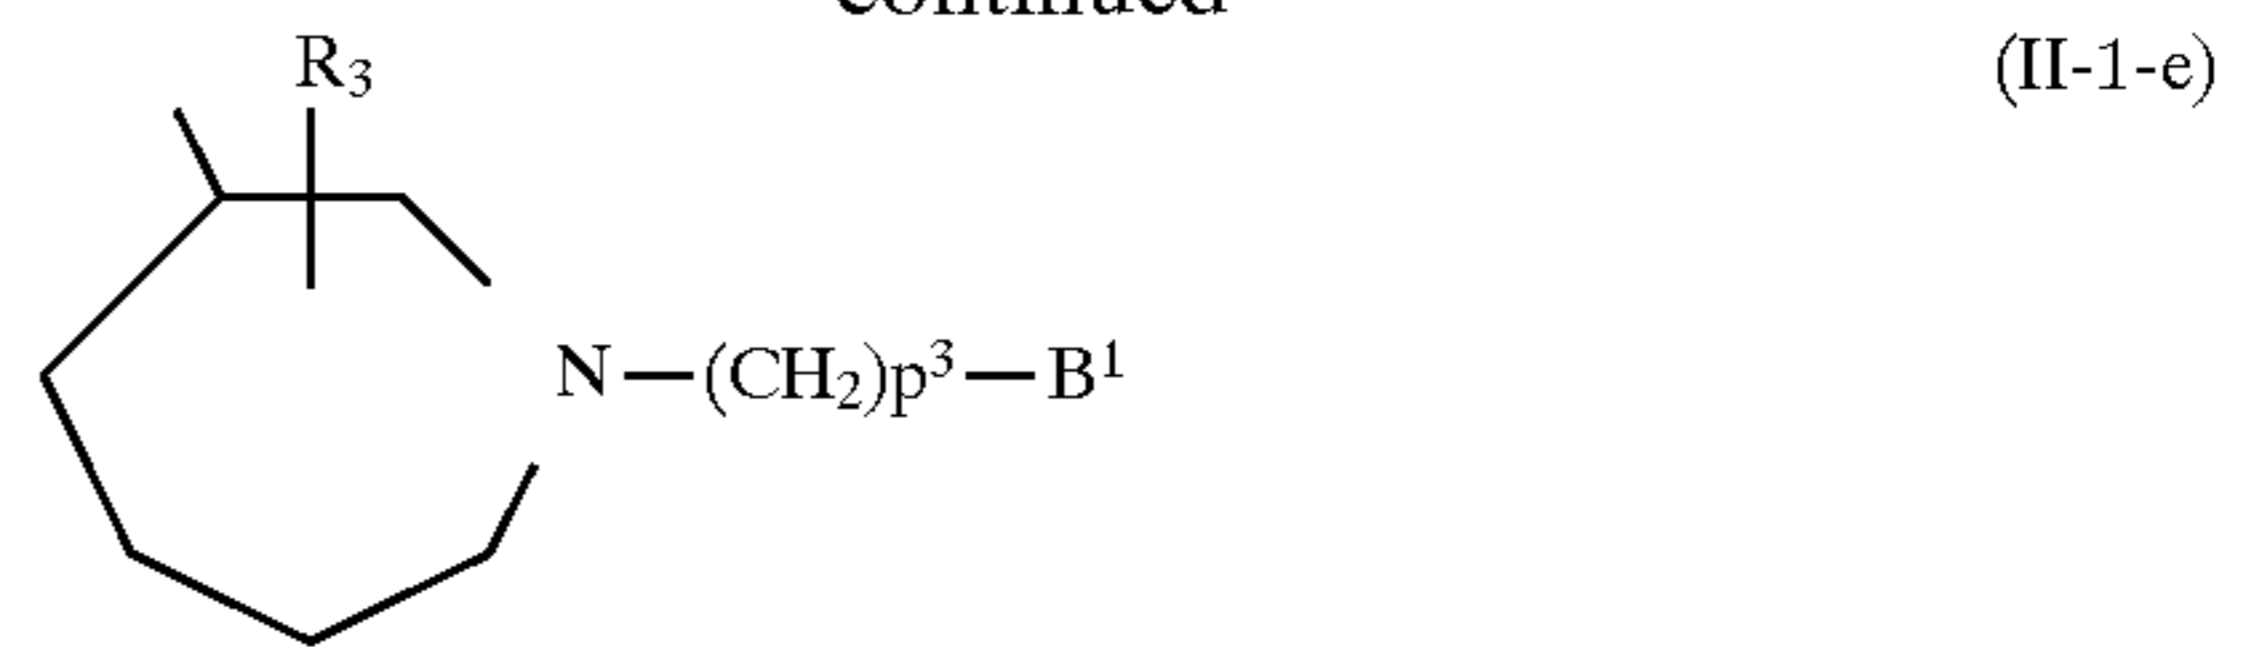 continued
R₃
(II-1-e)
N—(CH₂)p³—B¹